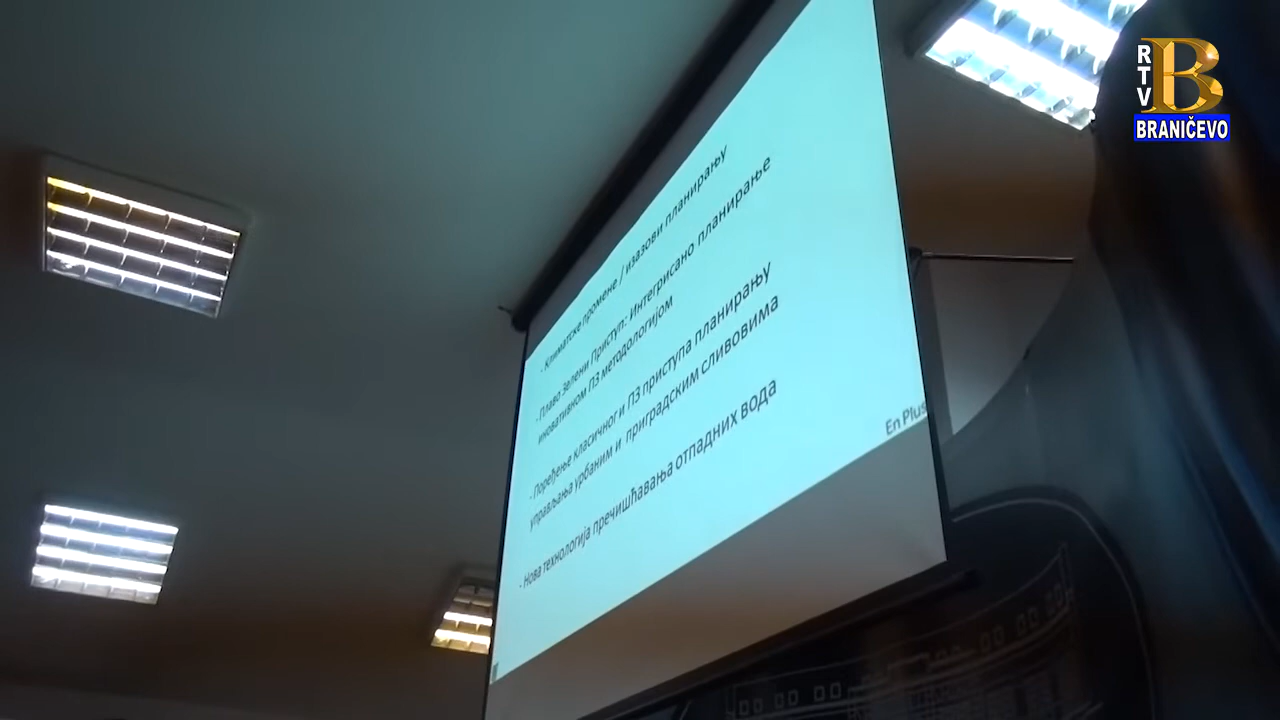 - Климатске промене / изазови планирању
- Плаво Зелени Приступ: Интегрисано планирање
иновативном ПЗ методологијом
- Поређење класичног и ПЗ приступа планирању
управљања урбаним и приградским сливовима
- Нова технологија пречишћавања отпадних вода
En Plus
RTV
B
BRANIČEVO